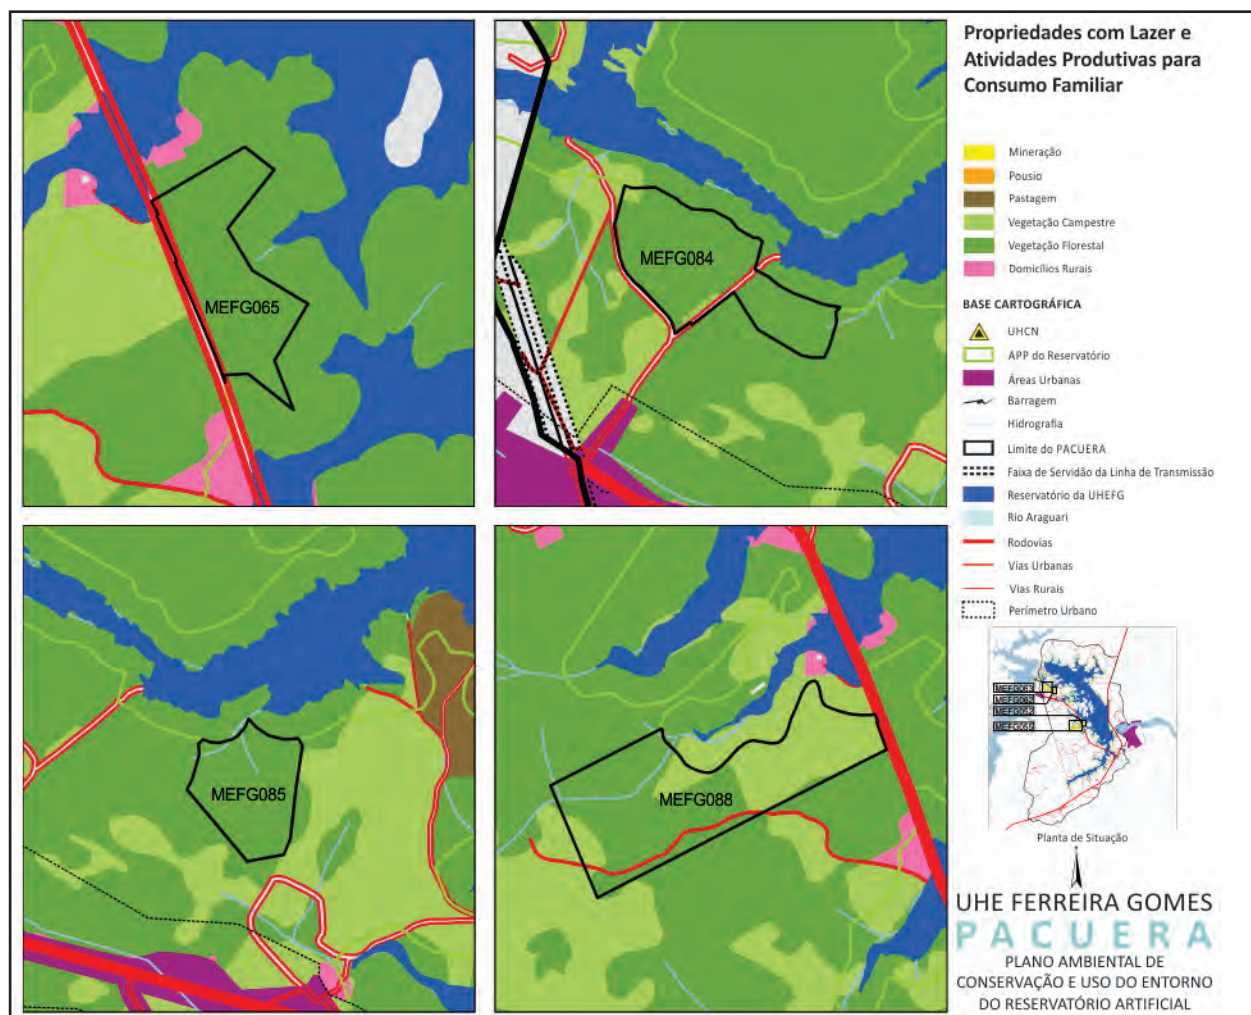 MEFG065
MEFG084
MEFG085
MEFG088
Propriedades com Lazer e
Atividades Produtivas para
Consumo Familiar
Mineração
Pousio
Pastagem
Vegetação Campestre
Vegetação Florestal
Domicílios Rurais
BASE CARTOGRÁFICA
UHCN
APP do Reservatório
Áreas Urbanas
Barragem
Hidrografia
Limite do PACUERA
Faixa de Servidão da Linha de Transmissão
Reservatório da UHEFG
Rio Araguari
Rodovias
Vias Urbanas
Vias Rurais
Perímetro Urbano
Planta de Situação
UHE FERREIRA GOMES
PACUERA
PLANO AMBIENTAL DE
CONSERVAÇÃO E USO DO ENTORNO
DO RESERVATÓRIO ARTIFICIAL